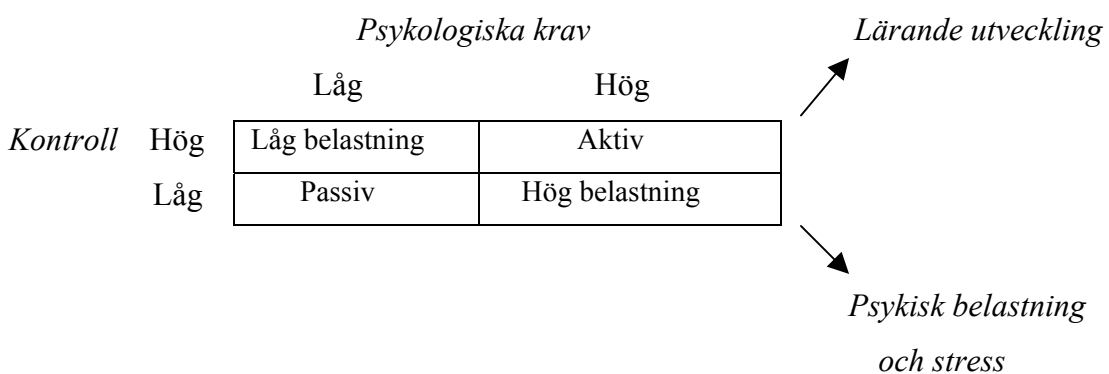 Psykologiska krav Lärande utveckling
Låg Hög
Kontroll Hög Låg belastning Aktiv
Låg Passiv Hög belastning
Psykisk belastning
och stress